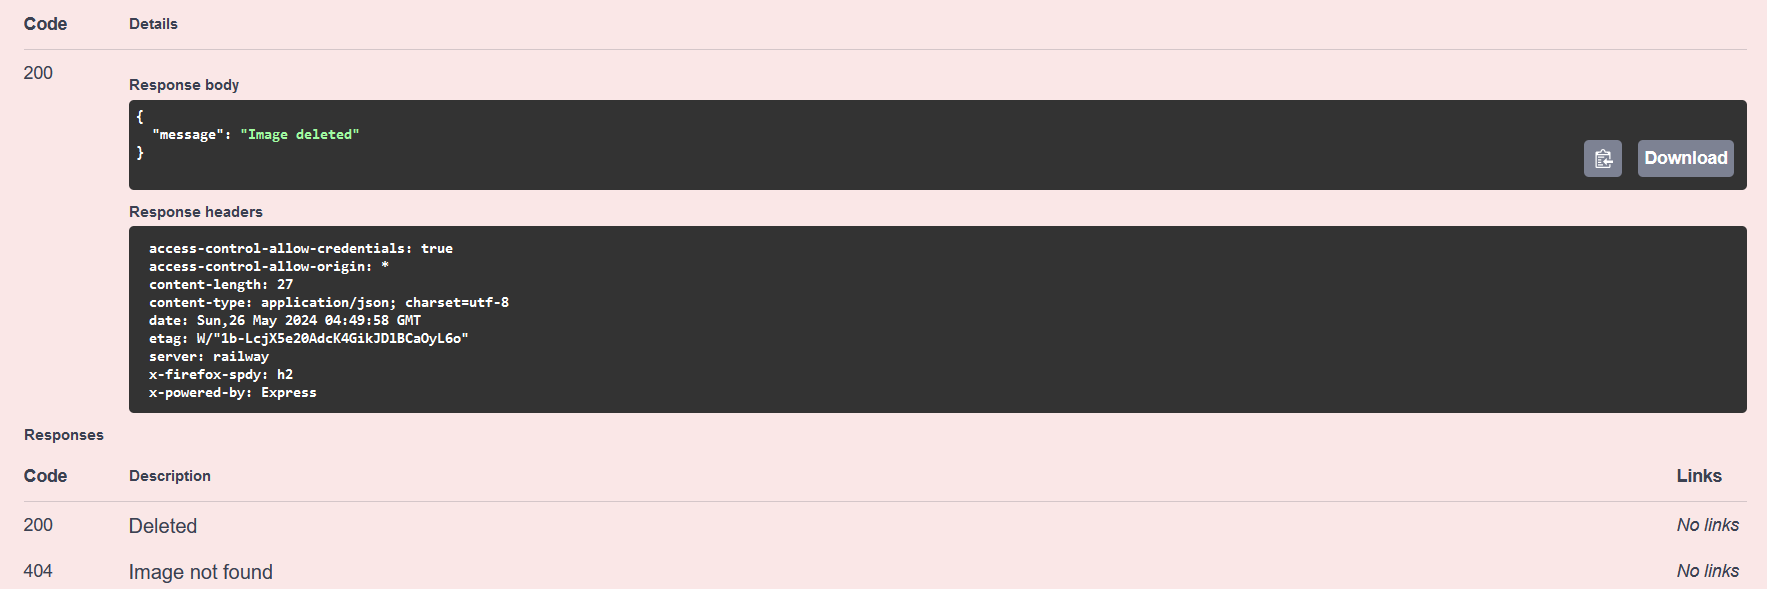 Code Details
200
Response body
{
"message": "Image deleted"
}
Download
Response headers
access-control-allow-credentials: true
access-control-allow-origin: *
content-length: 27
content-type: application/json; charset=utf-8
date: Sun,26 May 2024 04:49:58 GMT
etag: W/"1b-LcjX5e20AdcK4GikJDlBCaOyL6o"
server: railway
x-firefox-spdy: h2
x-powered-by: Express
Responses
Code Description Links
200 Deleted No links
404 Image not found No links